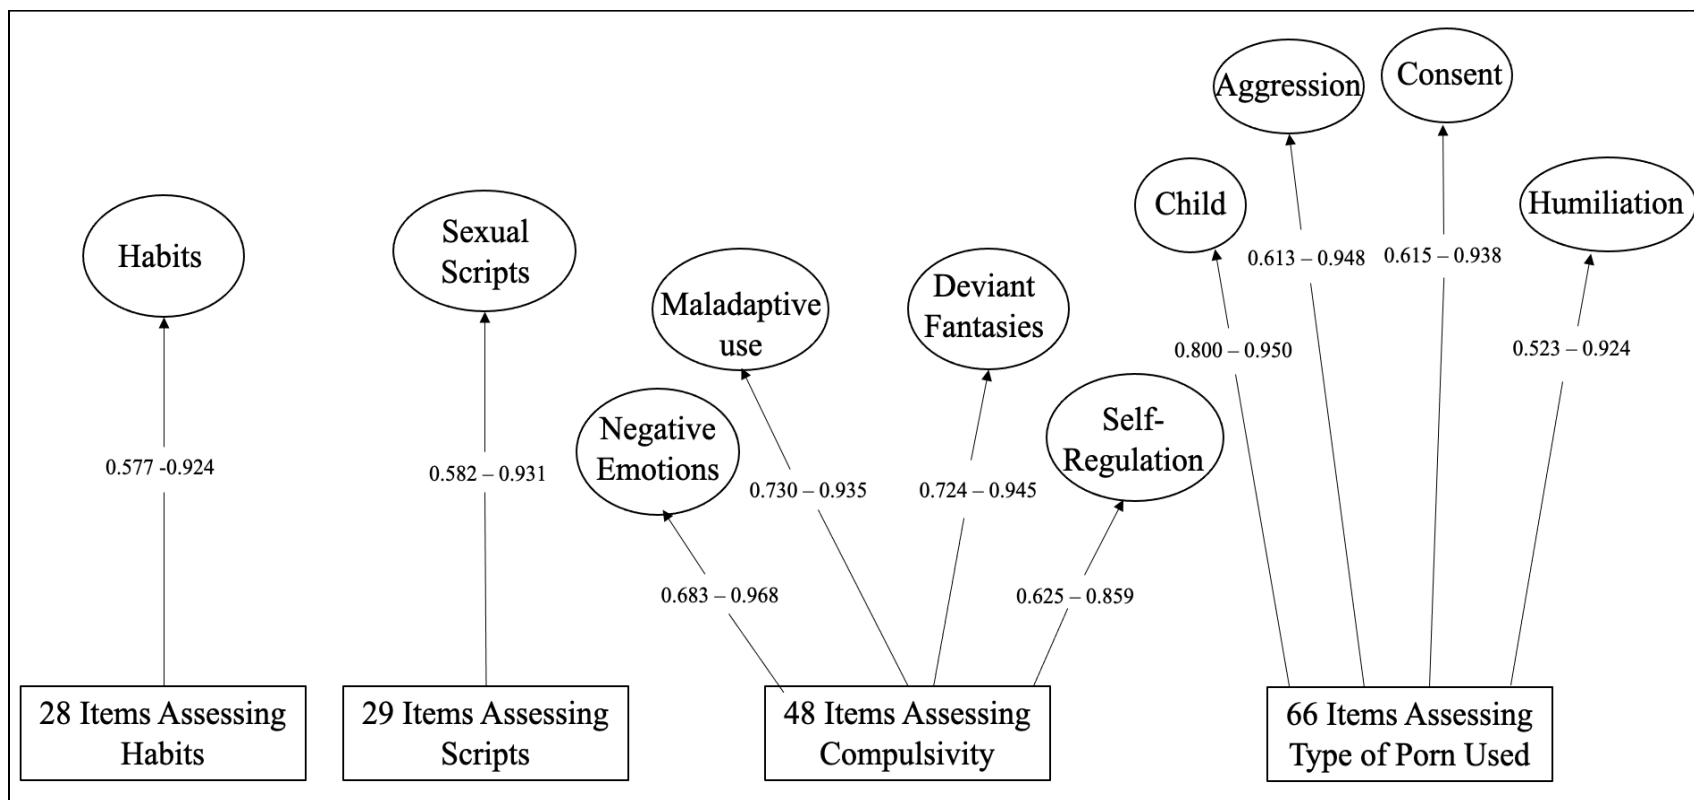 Habits
0.577 -0.924
28 Items Assessing
Habits
Sexual
Scripts
0.582 – 0.931
29 Items Assessing
Scripts
Negative
Emotions
0.683 – 0.968
Maladaptive
use
0.730 – 0.935
Deviant
Fantasies
0.724 – 0.945
Self-
Regulation
0.625 – 0.859
48 Items Assessing
Compulsivity
Child
0.800 – 0.950
Aggression
0.613 – 0.948
Consent
0.615 – 0.938
Humiliation
0.523 – 0.924
66 Items Assessing
Type of Porn Used